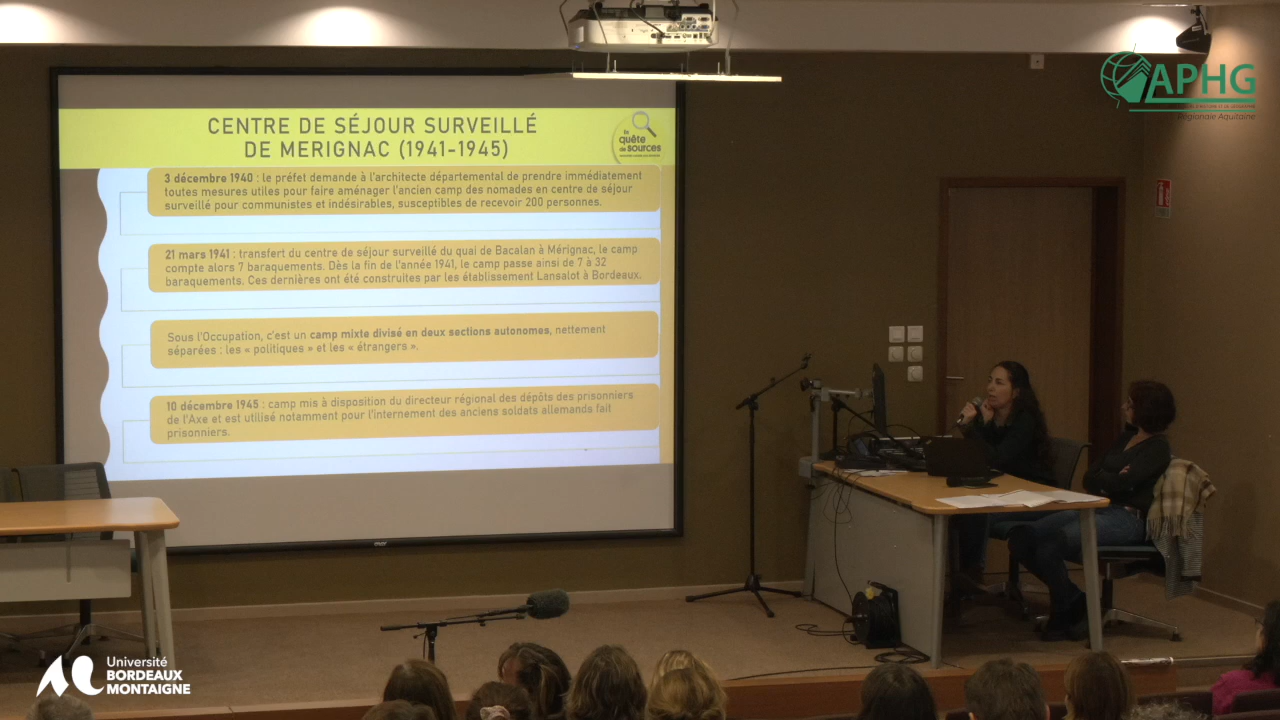 CENTRE DE SÉJOUR SURVEILLÉ
DE MERIGNAC (1941-1945)
En
quête
de sources
3 décembre 1940 : le préfet demande à l'architecte départemental de prendre immédiatement
toutes mesures utiles pour faire aménager l'ancien camp des nomades en centre de séjour
surveillé pour communistes et indésirables, susceptibles de recevoir 200 personnes.
21 mars 1941 : transfert du centre de séjour surveillé du quai de Bacalan à Mérignac, le camp
compte alors 7 baraquements. Dès la fin de l'année 1941, le camp passe ainsi de 7 à 32
baraquements. Ces dernières ont été construites par les établissement Lansalot à Bordeaux.
Sous l'Occupation, c'est un camp mixte divisé en deux sections autonomes, nettement
séparées : les « politiques » et les « étrangers ».
10 décembre 1945 : camp mis à disposition du directeur régional des dépôts des prisonniers
de l'Axe et est utilisé notamment pour l'internement des anciens soldats allemands fait
prisonniers.
APHG
Régionale Aquitaine
Université
BORDEAUX
MONTAIGNE